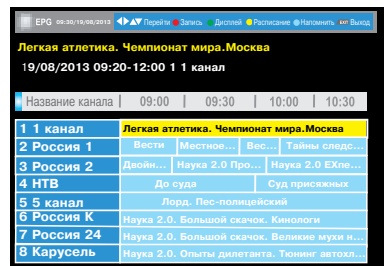 EPG 09:30/19/08/2013 Перейти Запись Дисплей Расписание Напомнить EXIT Выход
Легкая атлетика. Чемпионат мира.Москва
19/08/2013 09:20-12:00 1 1 канал
Название канала | 09:00 | 09:30 | 10:00 | 10:30
1 1 канал Легкая атлетика. Чемпионат мира.Москва
2 Россия 1 Вести Местное... Вес... Тайны следс...
3 Россия 2 Двойн... Наука 2.0 Про... Наука 2.0 EXпе...
4 НТВ До суда Суд присяжных
5 5 канал Лорд. Пес-полицейский
6 Россия К Наука 2.0. Большой скачок. Кинологи
7 Россия 24 Наука 2.0. Большой скачок. Великие мухи н...
8 Карусель Наука 2.0. Опыты дилетанта. Тюнинг автохл...